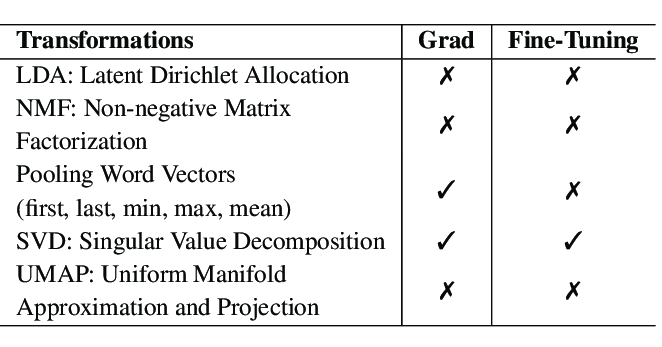 Transformations Grad Fine-Tuning
LDA: Latent Dirichlet Allocation ✗ ✗
NMF: Non-negative Matrix
Factorization ✗ ✗
Pooling Word Vectors
(first, last, min, max, mean) ✓ ✗
SVD: Singular Value Decomposition ✓ ✓
UMAP: Uniform Manifold
Approximation and Projection ✗ ✗